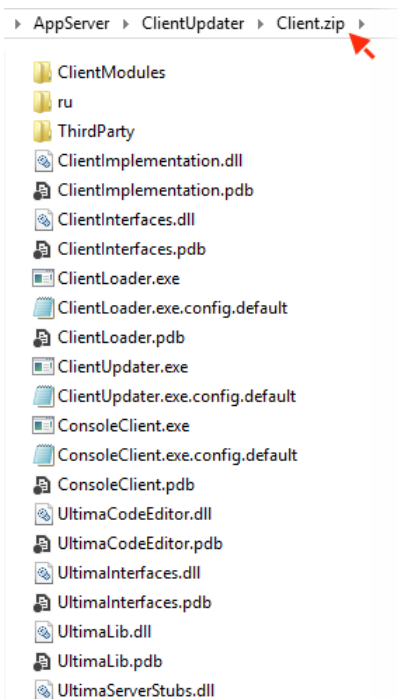 AppServer ClientUpdater Client.zip
ClientModules
ru
ThirdParty
ClientImplementation.dll
ClientImplementation.pdb
ClientInterfaces.dll
ClientInterfaces.pdb
ClientLoader.exe
ClientLoader.exe.config.default
ClientLoader.pdb
ClientUpdater.exe
ClientUpdater.exe.config.default
ConsoleClient.exe
ConsoleClient.exe.config.default
ConsoleClient.pdb
UltimaCodeEditor.dll
UltimaCodeEditor.pdb
UltimaInterfaces.dll
UltimaInterfaces.pdb
UltimaLib.dll
UltimaLib.pdb
UltimaServerStubs.dll